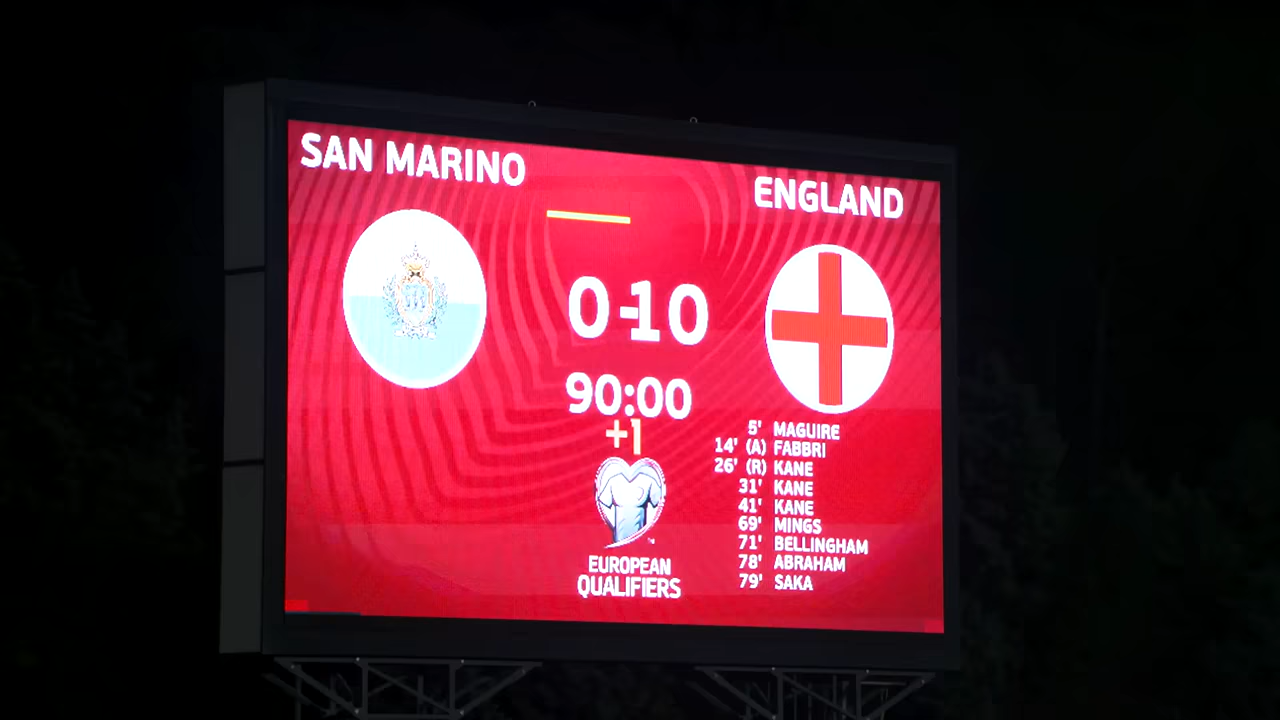 SAN MARINO
ENGLAND
0-10
90:00
+1
5' MAGUIRE
14' (A) FABBRI
26' (R) KANE
31' KANE
41' KANE
69' MINGS
71' BELLINGHAM
78' ABRAHAM
79' SAKA
EUROPEAN
QUALIFIERS